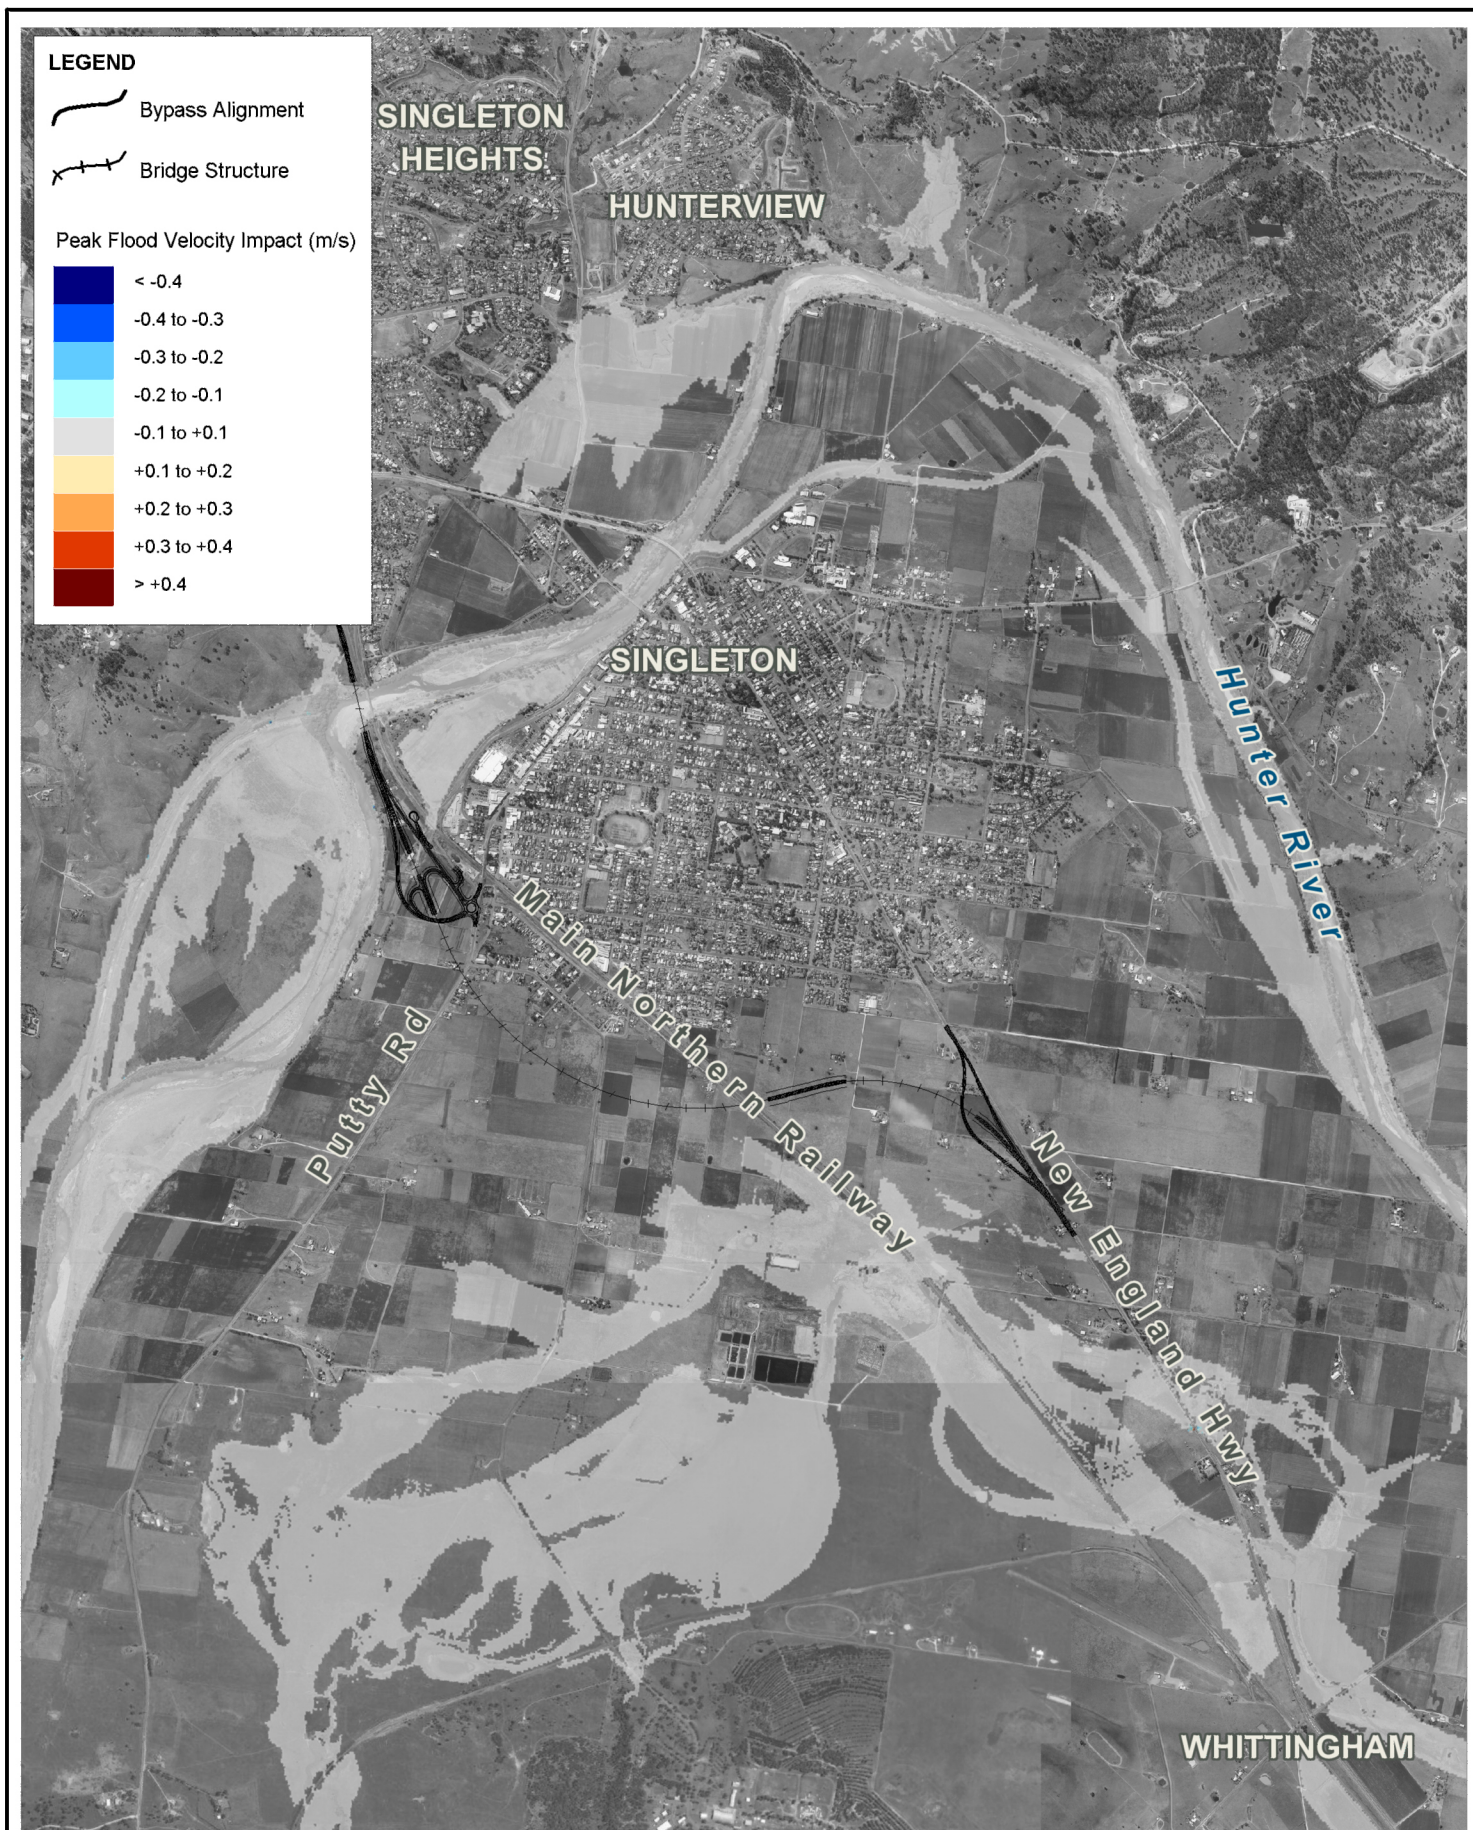 LEGEND
Bypass Alignment
Bridge Structure
Peak Flood Velocity Impact (m/s)
< -0.4
-0.4 to -0.3
-0.3 to -0.2
-0.2 to -0.1
-0.1 to +0.1
+0.1 to +0.2
+0.2 to +0.3
+0.3 to +0.4
> +0.4
SINGLETON
HEIGHTS
HUNTERVIEW
SINGLETON
Hunter River
Main Northern Railway
Putty Rd
New England Hwy
WHITTINGHAM